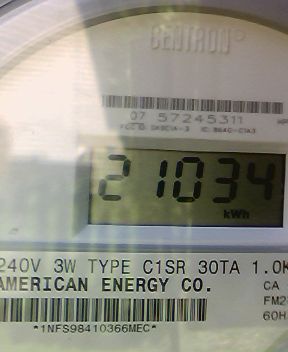 CENTRON®
07 57245311
21034
kWh
240V 3W TYPE C1SR 30TA 1.0K
AMERICAN ENERGY CO.
CA
60H
*1NFS98410366MEC*